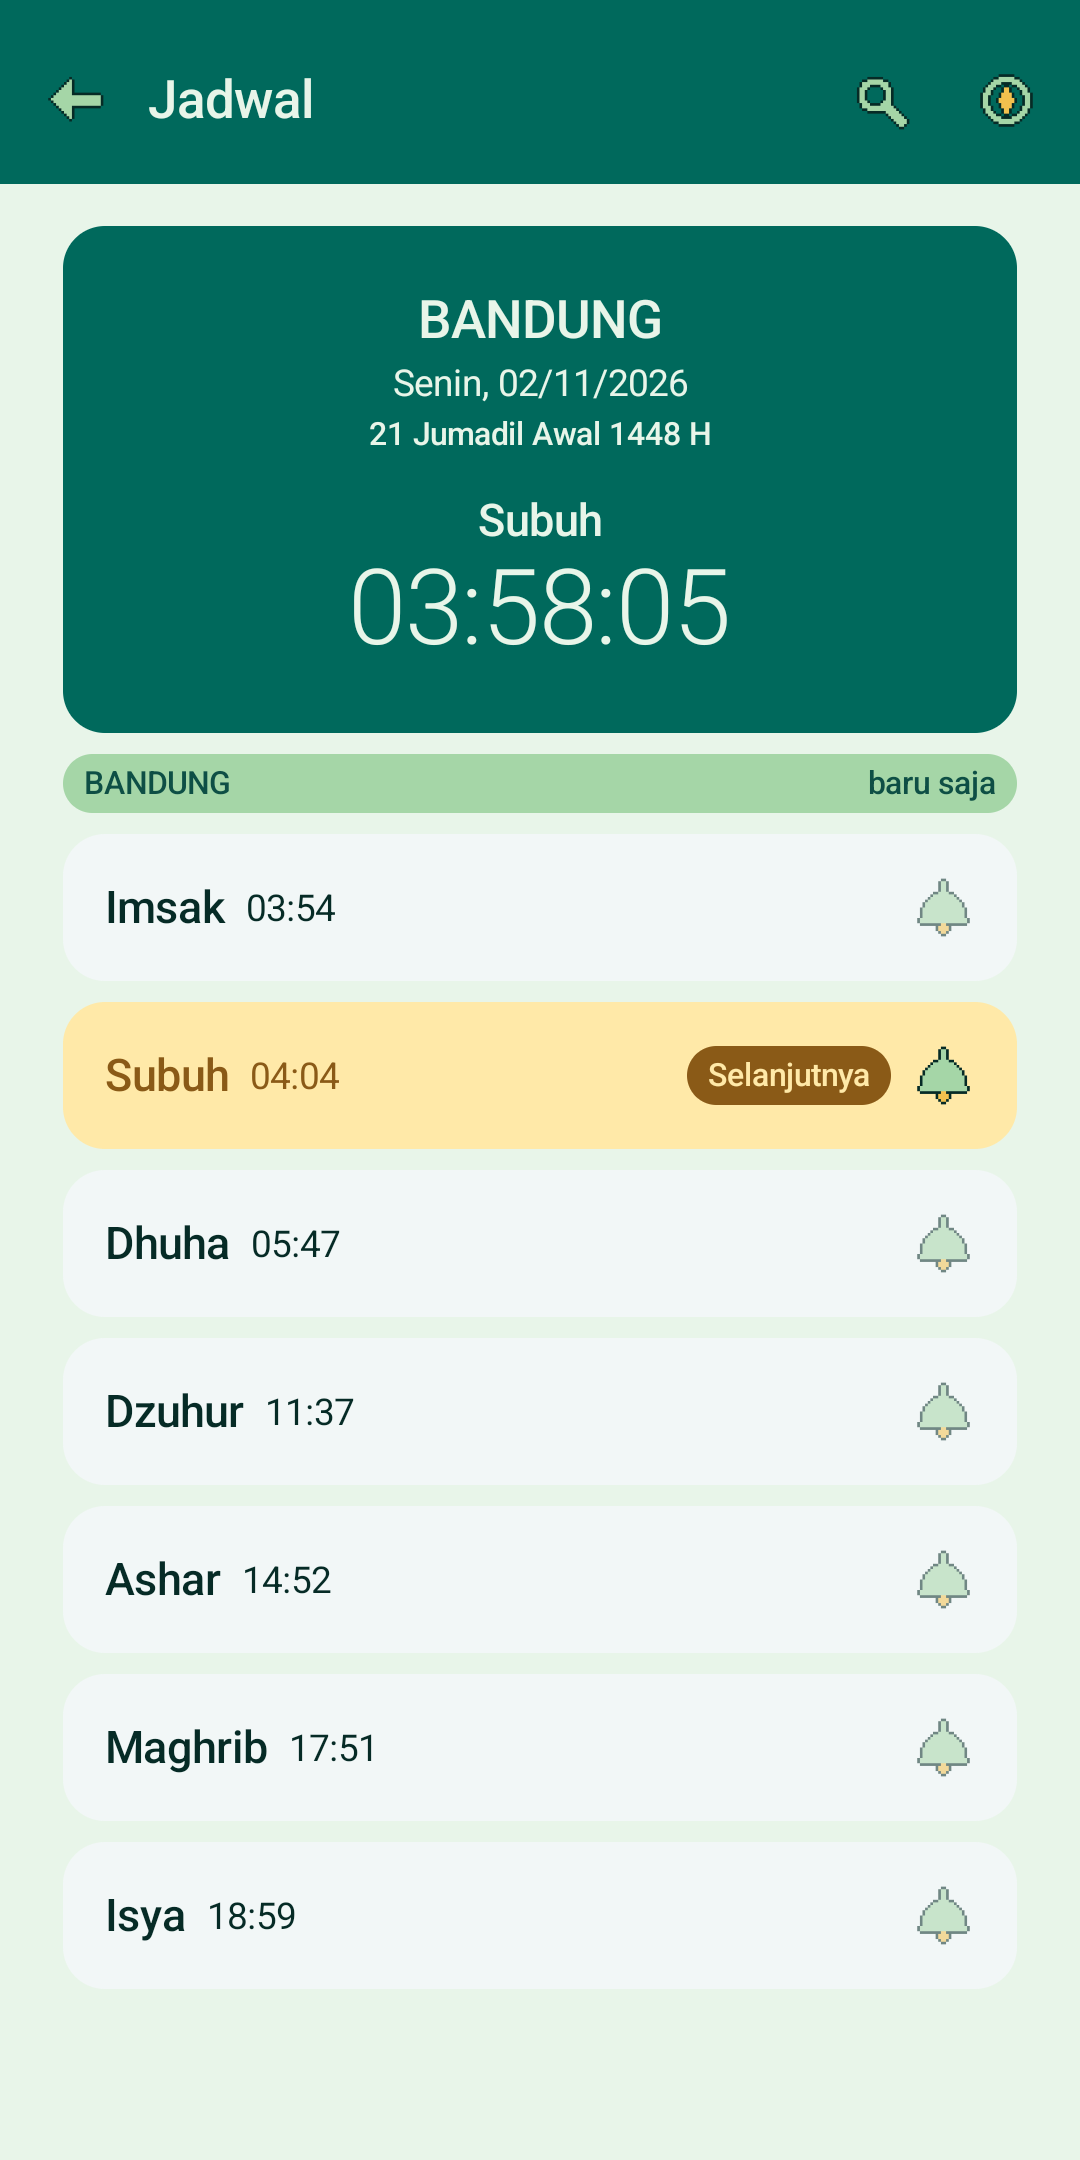 Jadwal
BANDUNG
Senin, 02/11/2026
21 Jumadil Awal 1448 H
Subuh
03:58:05
BANDUNG baru saja
Imsak 03:54
Subuh 04:04 Selanjutnya
Dhuha 05:47
Dzuhur 11:37
Ashar 14:52
Maghrib 17:51
Isya 18:59